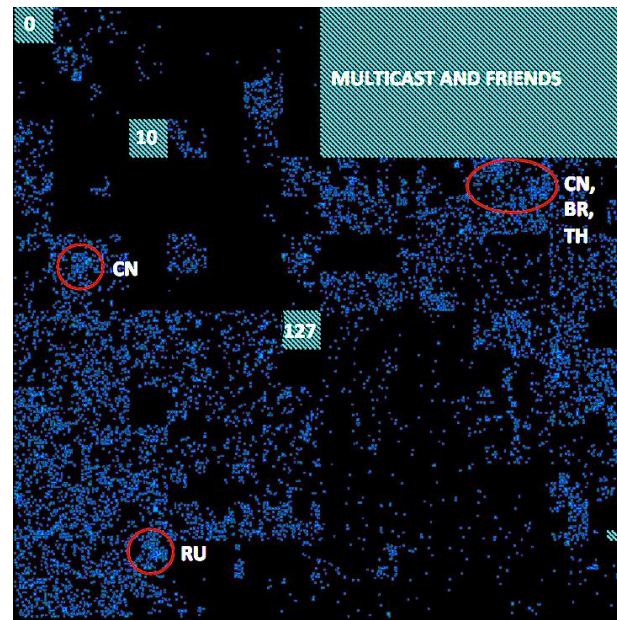 0
MULTICAST AND FRIENDS
10
CN,
BR,
TH
CN
127
RU